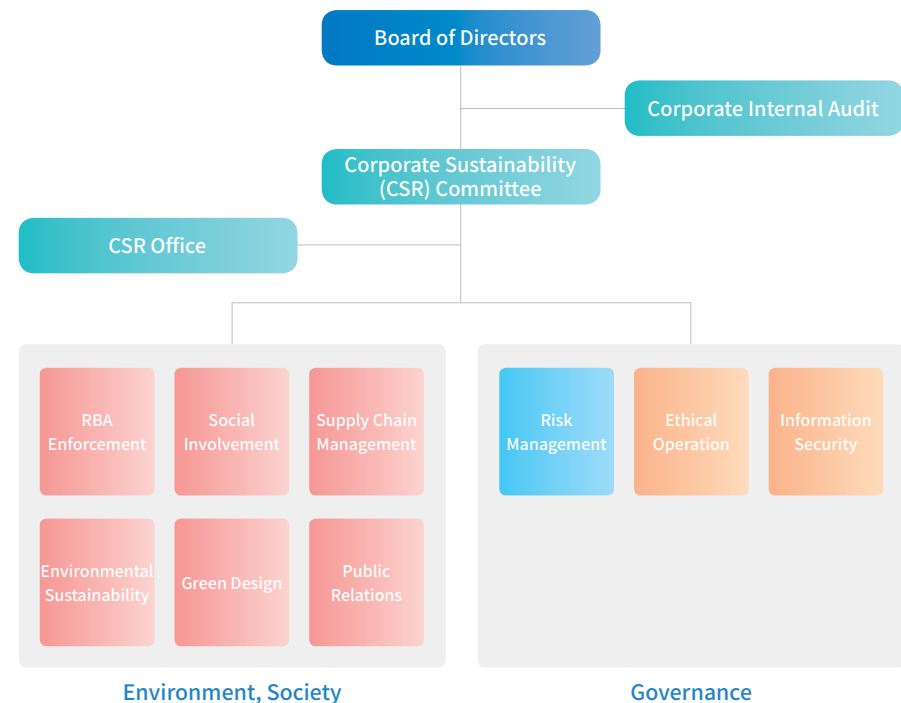 Board of Directors
Corporate Internal Audit
Corporate Sustainability
(CSR) Committee
CSR Office
RBA
Enforcement
Social
Involvement
Supply Chain
Management
Environmental
Sustainability
Green Design
Public
Relations
Environment, Society
Risk
Management
Ethical
Operation
Information
Security
Governance